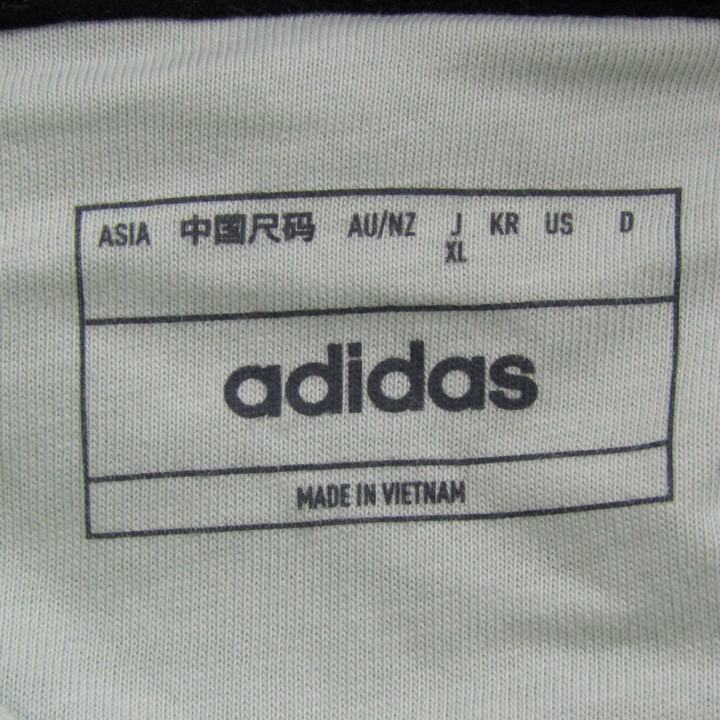 ASIA 中国尺码 AU/NZ J KR US D
XL
adidas
MADE IN VIETNAM